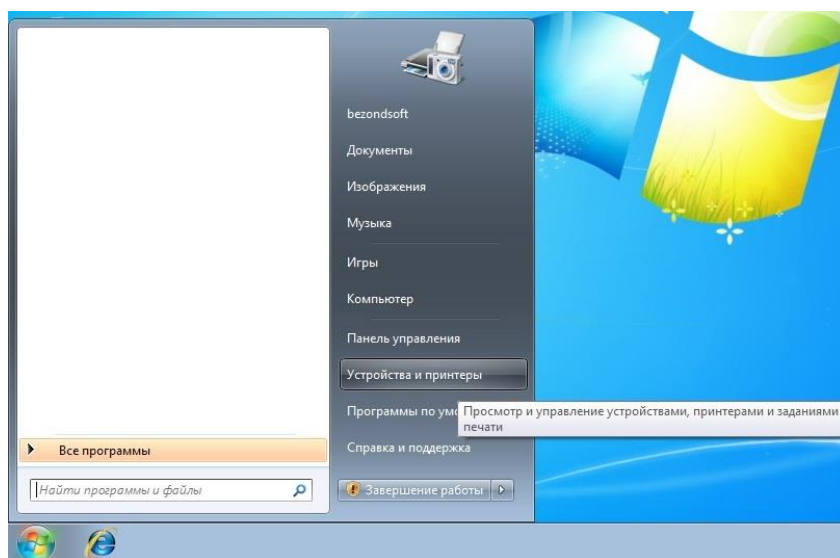 bezondsoft
Документы
Изображения
Музыка
Игры
Компьютер
Панель управления
Устройства и принтеры
Программы по умо
Просмотр и управление устройствами, принтерами и заданиями
печати
Справка и поддержка
Все программы
Найти программы и файлы
Завершение работы